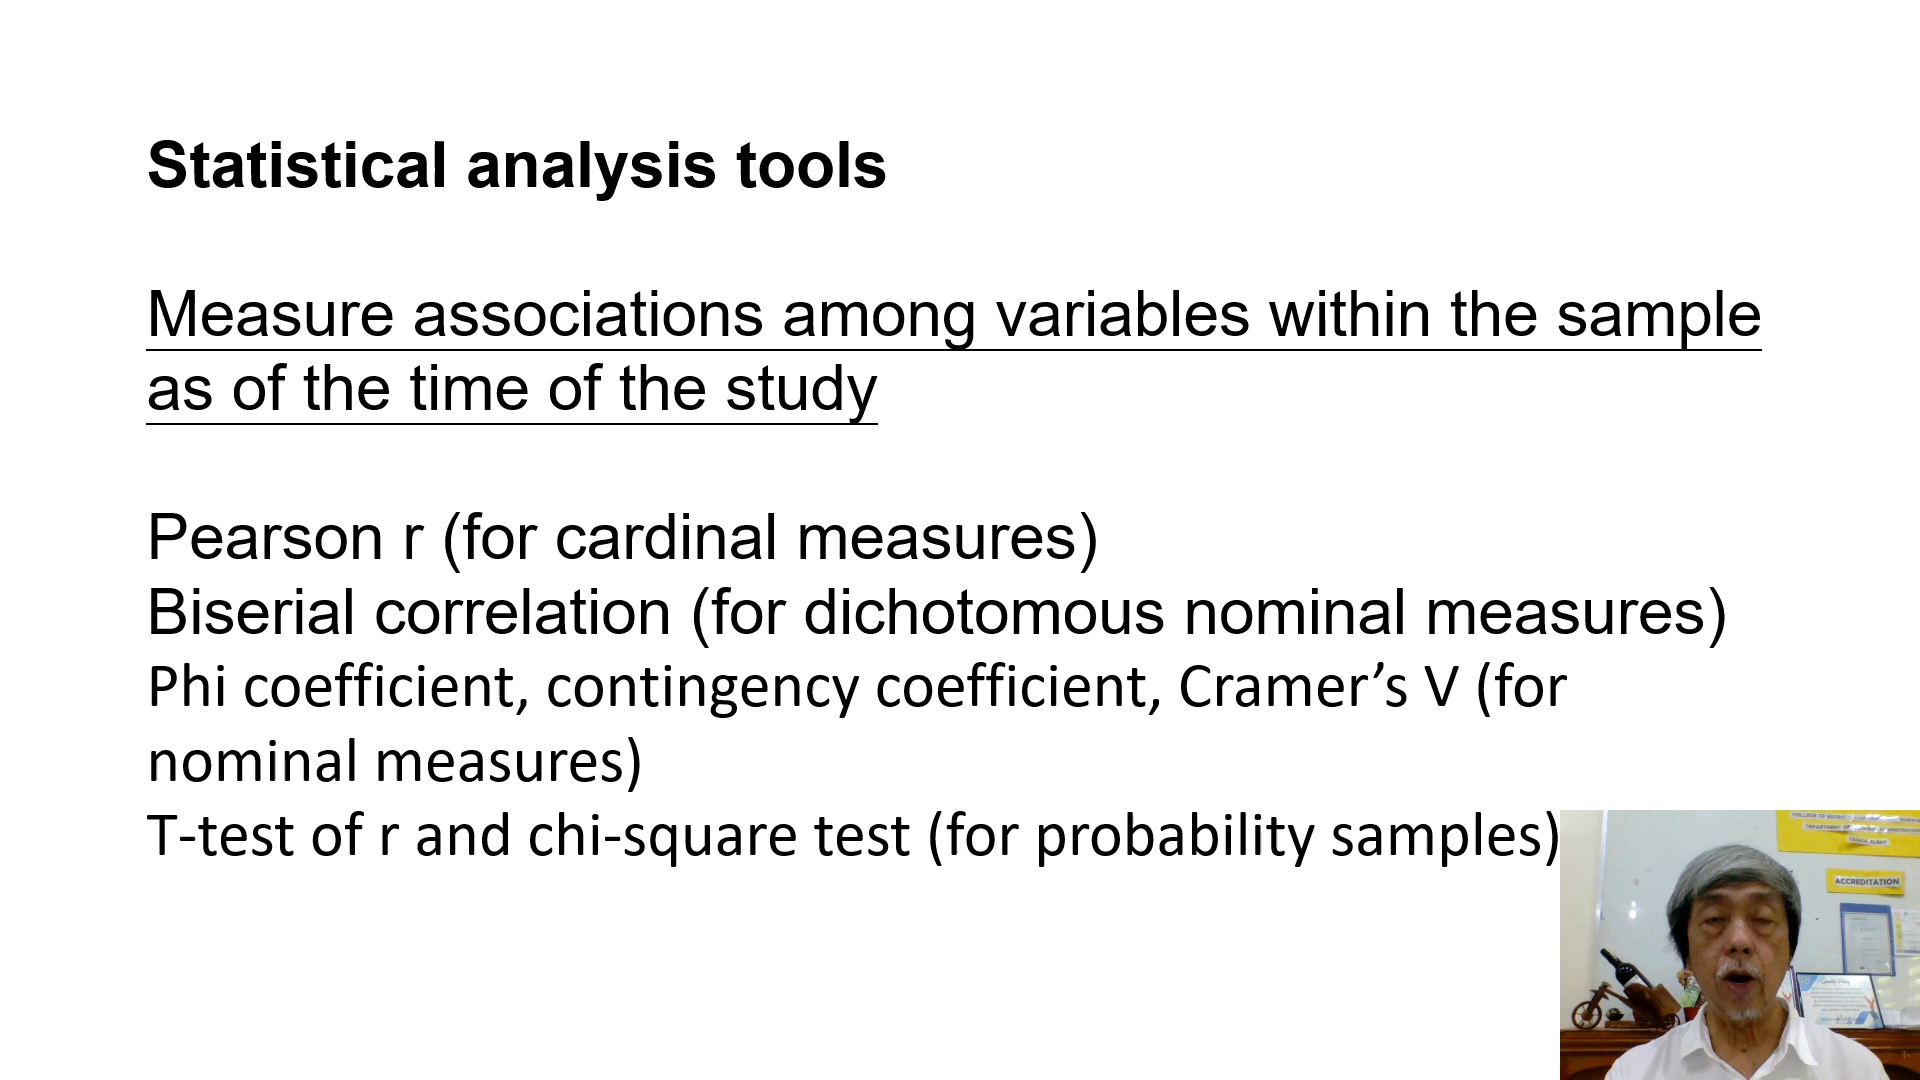 Statistical analysis tools
Measure associations among variables within the sample
as of the time of the study
Pearson r (for cardinal measures)
Biserial correlation (for dichotomous nominal measures)
Phi coefficient, contingency coefficient, Cramer’s V (for
nominal measures)
T-test of r and chi-square test (for probability samples)
ACCREDITATION